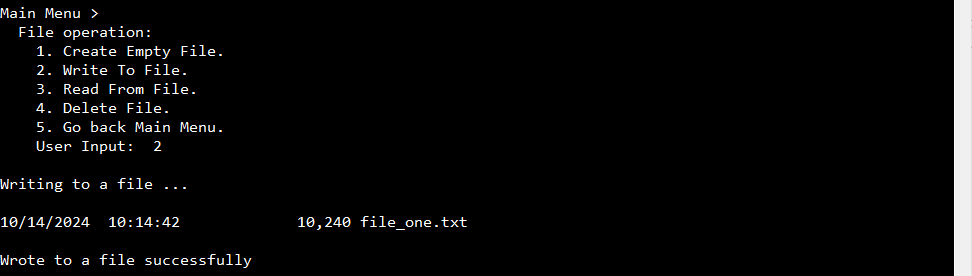 Main Menu >
File operation:
1. Create Empty File.
2. Write To File.
3. Read From File.
4. Delete File.
5. Go back Main Menu.
User Input:  2
Writing to a file ...
10/14/2024  10:14:42             10,240 file_one.txt
Wrote to a file successfully